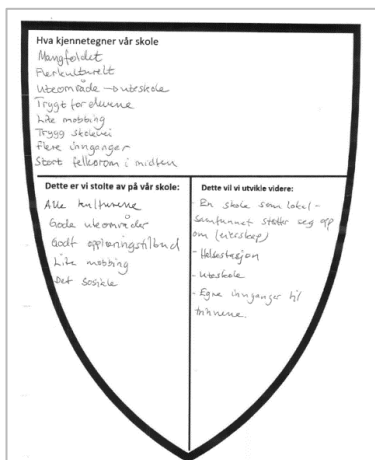 Hva kjennetegner vår skole
Mangfoldet
Flerkulturelt
Uteområde → uteskole
Trygt for elevene
Lite mobbing
Trygg skolevei
Flere innganger
Stort fellesrom i midten
Dette er vi stolte av på vår skole:
Alle kulturene
Gode uteområder
Godt opplæringstilbud
Lite mobbing
Det sosiale
Dette vil vi utvikle videre:
- En skole som lokal-
samfunnet støtter seg opp
om (eierskap)
- Helsestasjon
- uteskole
- Egne innganger til
trinnene.